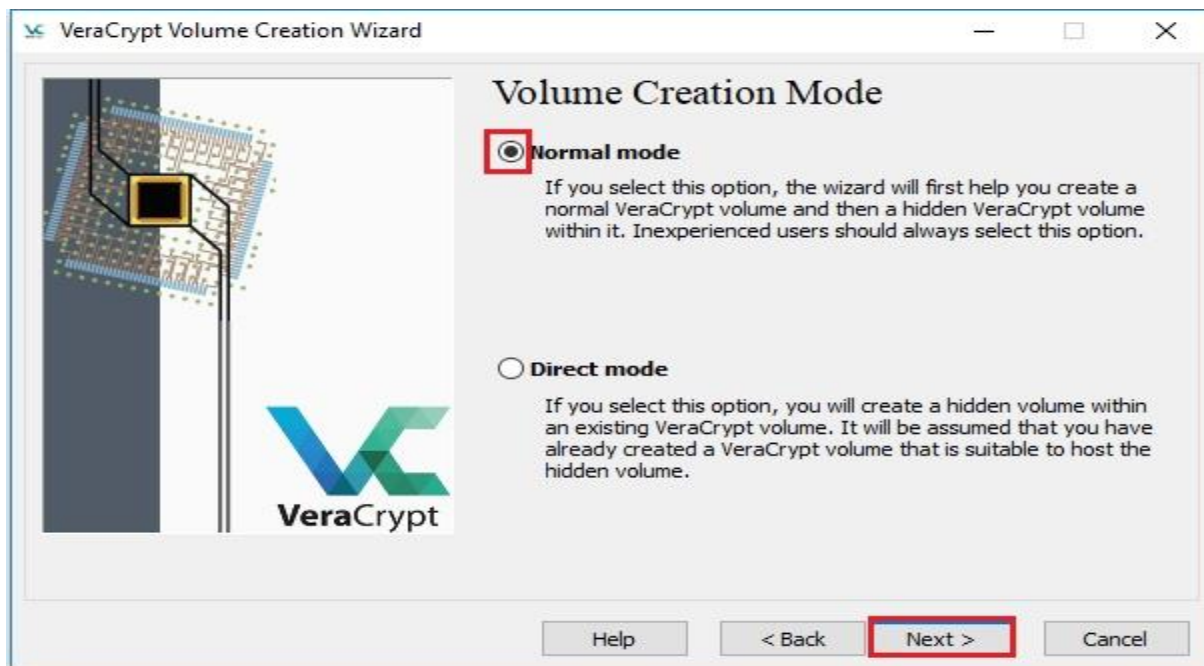 VeraCrypt Volume Creation Wizard
Volume Creation Mode
Normal mode
If you select this option, the wizard will first help you create a
normal VeraCrypt volume and then a hidden VeraCrypt volume
within it. Inexperienced users should always select this option.
Direct mode
If you select this option, you will create a hidden volume within
an existing VeraCrypt volume. It will be assumed that you have
already created a VeraCrypt volume that is suitable to host the
hidden volume.
VeraCrypt
Help < Back Next > Cancel